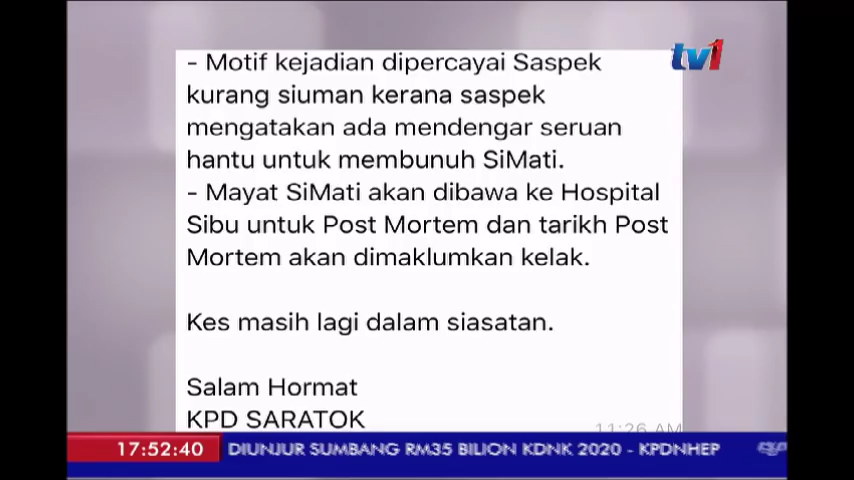 - Motif kejadian dipercayai Saspek
tv1
kurang siuman kerana saspek
mengatakan ada mendengar seruan
hantu untuk membunuh SiMati.
- Mayat SiMati akan dibawa ke Hospital
Sibu untuk Post Mortem dan tarikh Post
Mortem akan dimaklumkan kelak.
Kes masih lagi dalam siasatan.
Salam Hormat
KPD SARATOK
11:26 AM
17:52:40 DIUNJUR SUMBANG RM35 BILION KDNK 2020 - KPDNHEP